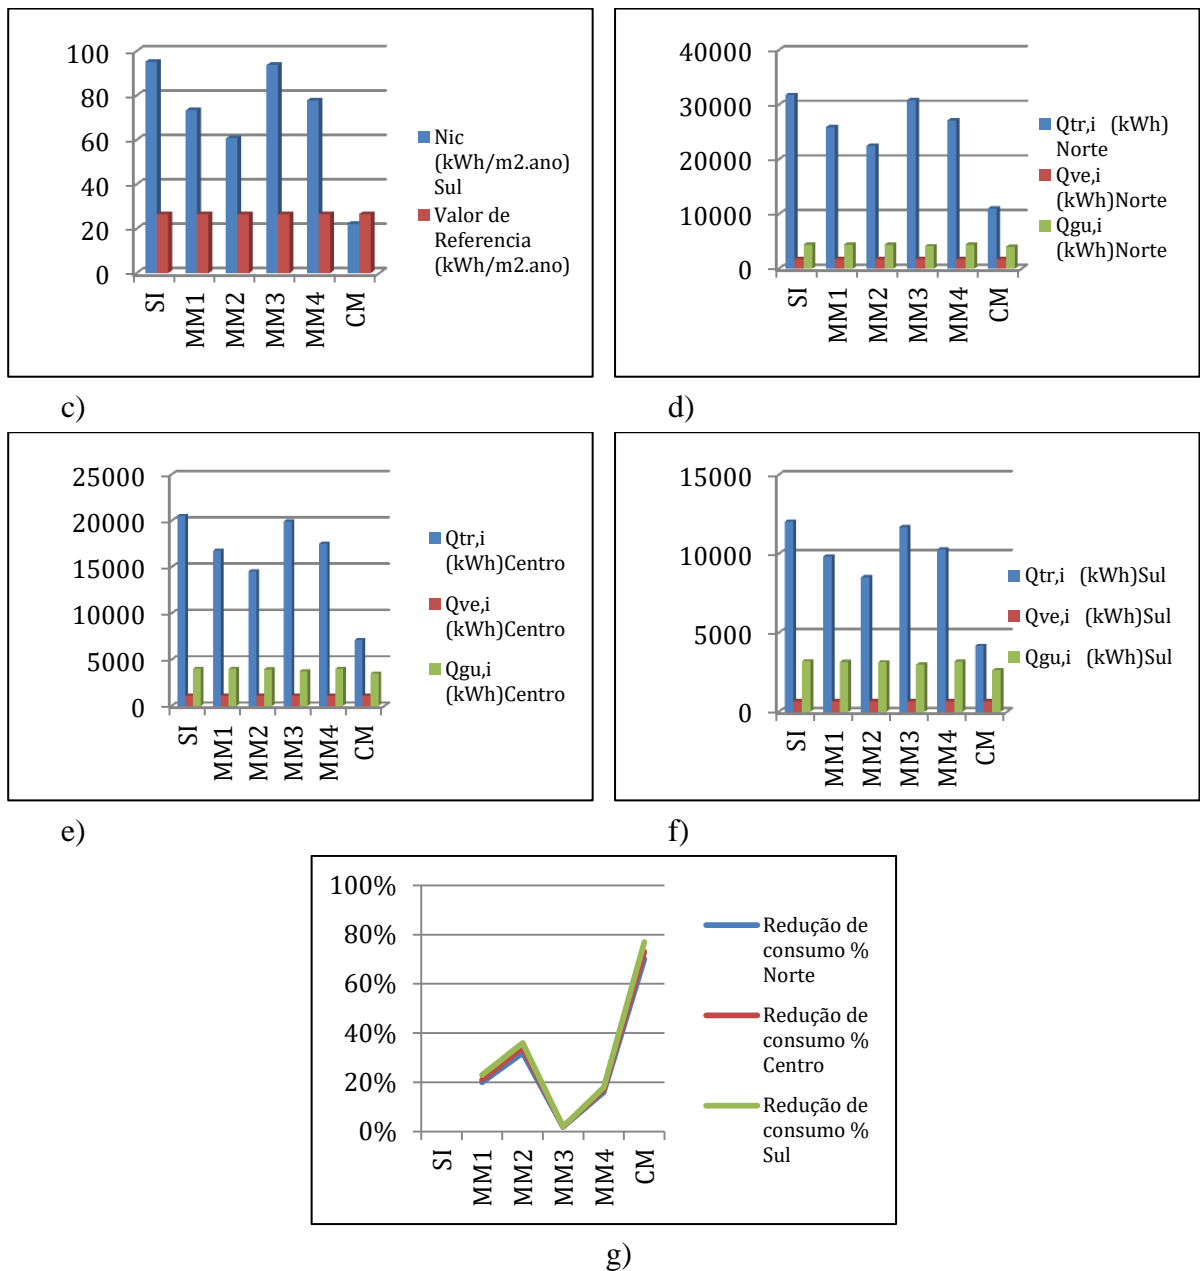 100
80
60
40
20
0
SI
MM1
MM2
MM3
MM4
CM
Nic
(kWh/m2.ano)
Sul
Valor de
Referencia
(kWh/m2.ano)
c)
40000
30000
20000
10000
0
SI
MM1
MM2
MM3
MM4
CM
Qtr,i (kWh)
Norte
Qve,i
(kWh)Norte
Qgu,i
(kWh)Norte
d)
25000
20000
15000
10000
5000
0
SI
MM1
MM2
MM3
MM4
CM
Qtr,i
(kWh)Centro
Qve,i
(kWh)Centro
Qgu,i
(kWh)Centro
e)
15000
10000
5000
0
SI
MM1
MM2
MM3
MM4
CM
Qtr,i (kWh)Sul
Qve,i (kWh)Sul
Qgu,i (kWh)Sul
f)
100%
80%
60%
40%
20%
0%
SI
MM1
MM2
MM3
MM4
CM
Redução de
consumo %
Norte
Redução de
consumo %
Centro
Redução de
consumo %
Sul
g)